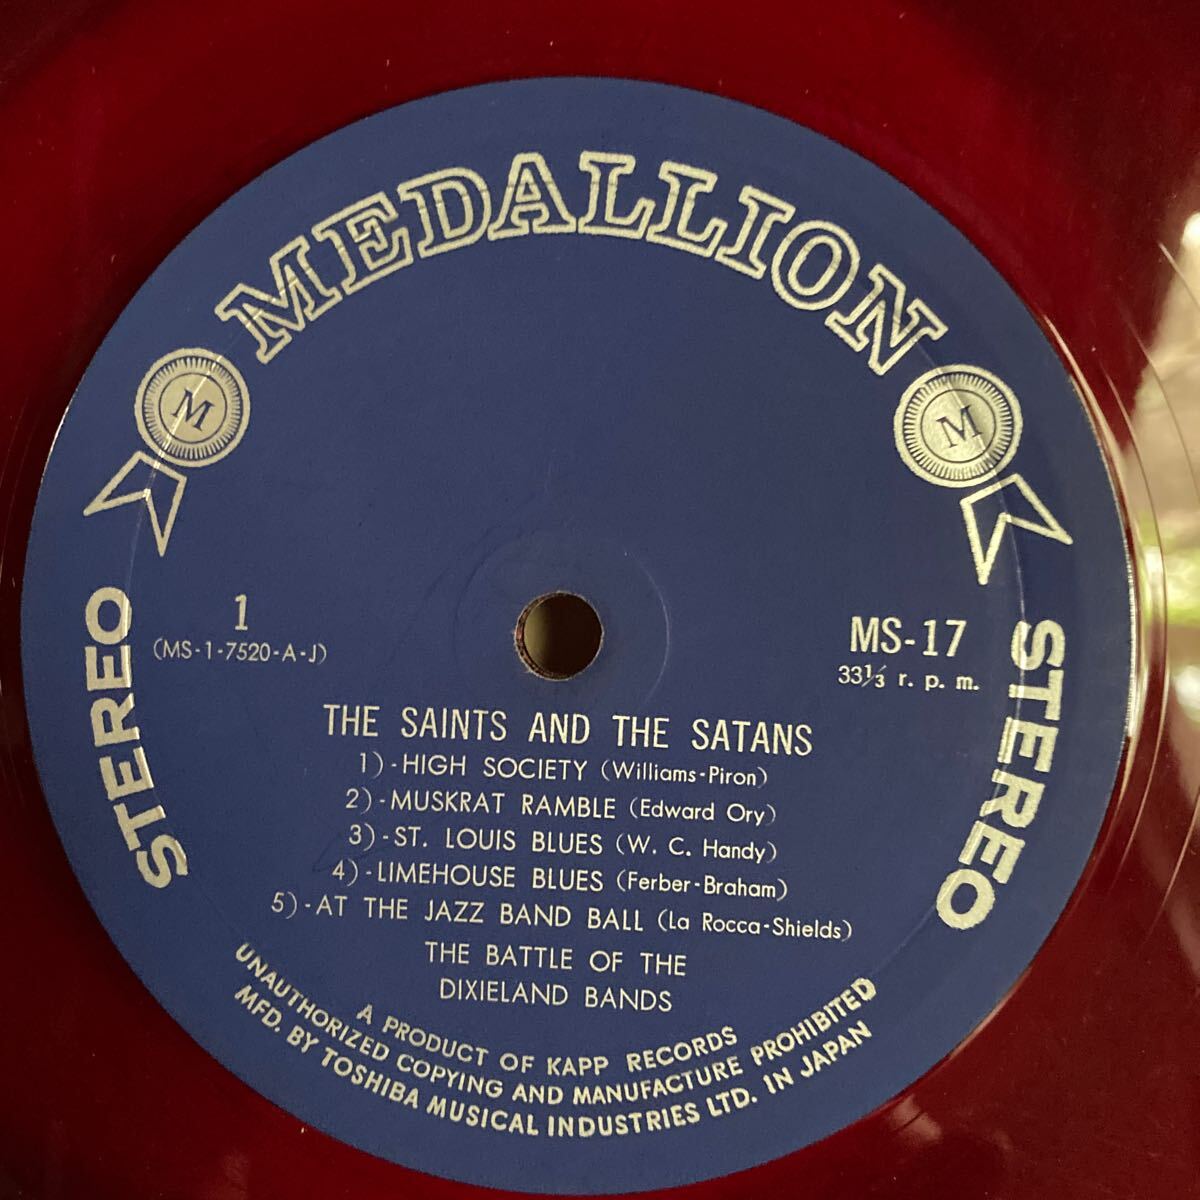 MEDALLION
M
M
STEREO
STEREO
1
(MS-1-7520-A-J)
MS-17
33⅓ r. p. m.
THE SAINTS AND THE SATANS
1)-HIGH SOCIETY (Williams-Piron)
2)-MUSKRAT RAMBLE (Edward Ory)
3)-ST. LOUIS BLUES (W. C. Handy)
4)-LIMEHOUSE BLUES (Ferber-Braham)
5)-AT THE JAZZ BAND BALL (La Rocca-Shields)
THE BATTLE OF THE
DIXIELAND BANDS
A PRODUCT OF KAPP RECORDS
UNAUTHORIZED COPYING AND MANUFACTURE PROHIBITED
MFD. BY TOSHIBA MUSICAL INDUSTRIES LTD. IN JAPAN